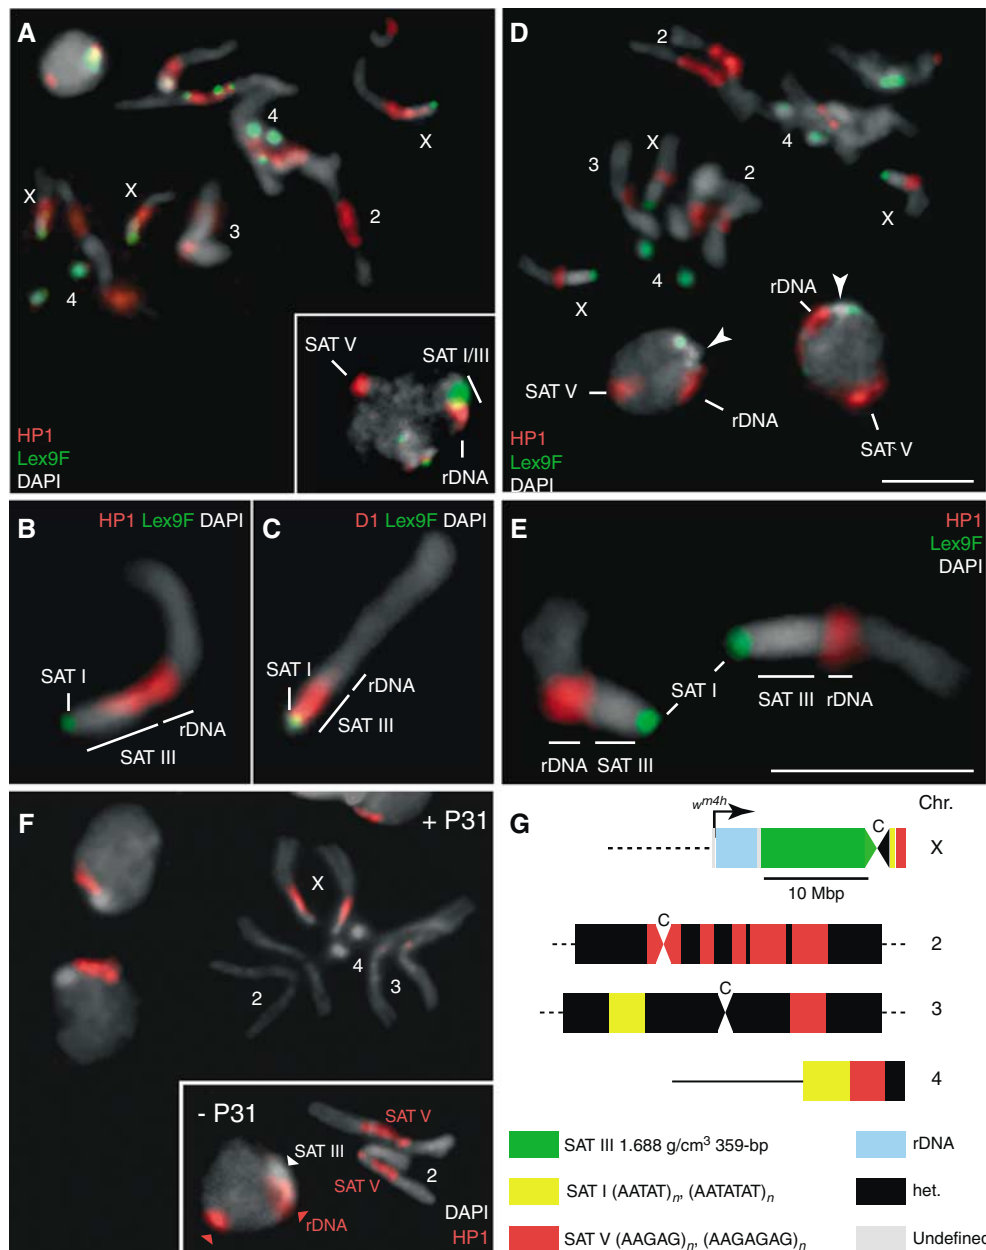 A
4
X
X
X
2
3
4
SAT V
SAT I/III
rDNA
HP1
Lex9F
DAPI
D
2
4
X
3
2
X
4
X
rDNA
SAT V
rDNA
SAT V
HP1
Lex9F
DAPI
B
HP1 Lex9F DAPI
SAT I
rDNA
SAT III
C
D1 Lex9F DAPI
SAT I
rDNA
SAT III
E
HP1
Lex9F
DAPI
SAT I
SAT III
rDNA
rDNA
SAT III
F
+ P31
X
4
2
3
- P31
SAT V
SAT III
2
SAT V
rDNA
DAPI
HP1
G
Chr.
wm4h
C
X
10 Mbp
C
2
C
3
4
SAT III 1.688 g/cm3 359-bp
rDNA
SAT I (AATAT)n, (AATATAT)n
het.
SAT V (AAGAG)n, (AAGAGAG)n
Undefined